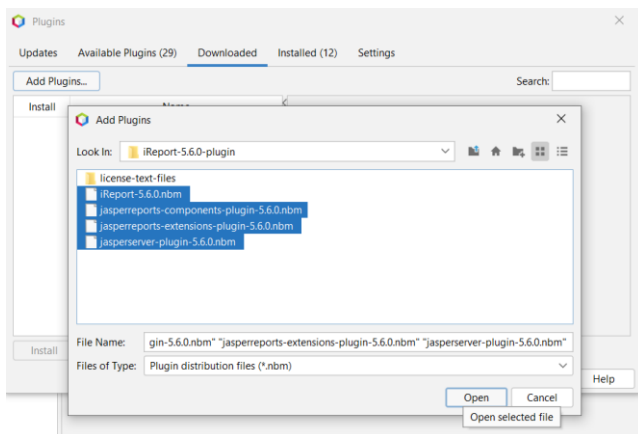 Plugins
Updates Available Plugins (29) Downloaded Installed (12) Settings
Add Plugins... Search:
Install
Add Plugins
Look In: iReport-5.6.0-plugin
license-text-files
iReport-5.6.0.nbm
jasperreports-components-plugin-5.6.0.nbm
jasperreports-extensions-plugin-5.6.0.nbm
jasperserver-plugin-5.6.0.nbm
File Name: gin-5.6.0.nbm" "jasperreports-extensions-plugin-5.6.0.nbm" "jasperserver-plugin-5.6.0.nbm"
Install
Files of Type: Plugin distribution files (*.nbm)
Help
Open Cancel
Open selected file